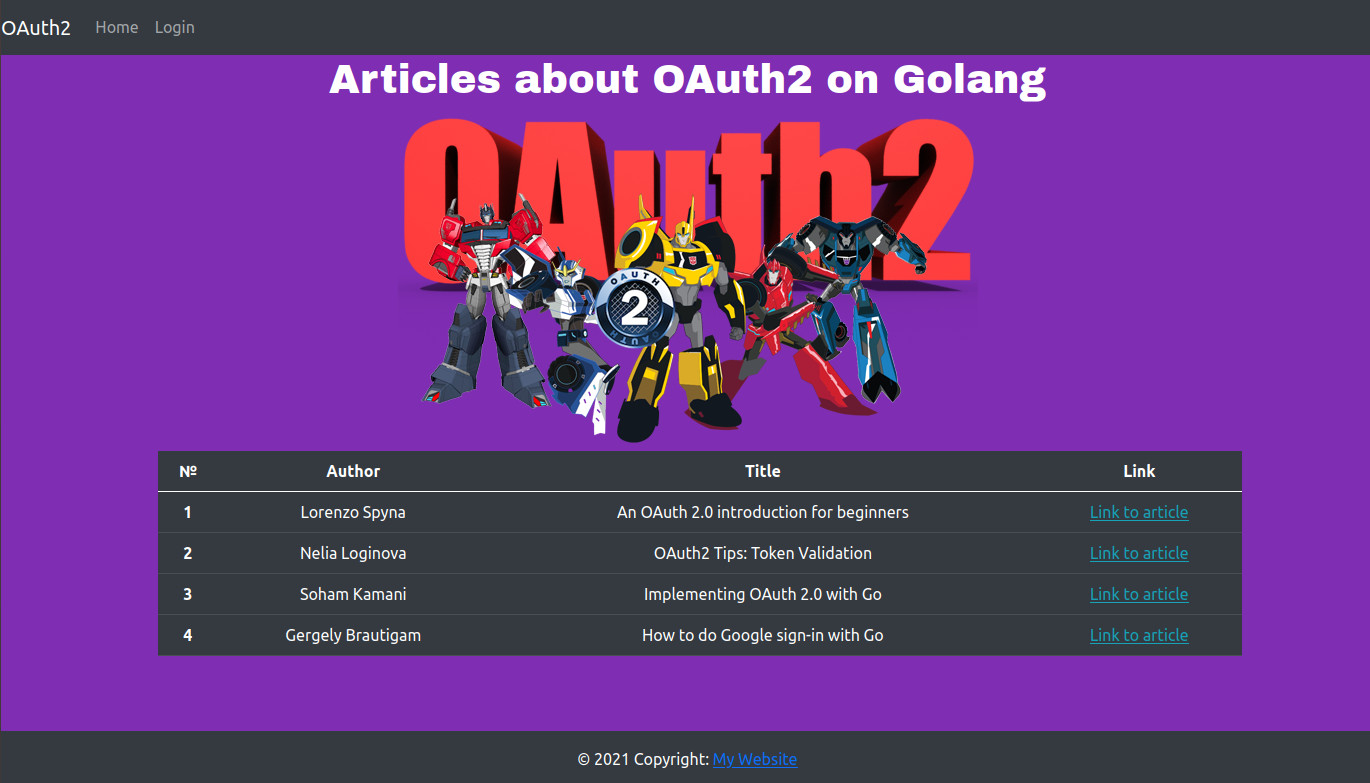 OAuth2 Home Login
Articles about OAuth2 on Golang
OAuth2
OAUTH
2
OAUTH
№ Author Title Link
1 Lorenzo Spyna An OAuth 2.0 introduction for beginners Link to article
2 Nelia Loginova OAuth2 Tips: Token Validation Link to article
3 Soham Kamani Implementing OAuth 2.0 with Go Link to article
4 Gergely Brautigam How to do Google sign-in with Go Link to article
© 2021 Copyright: My Website